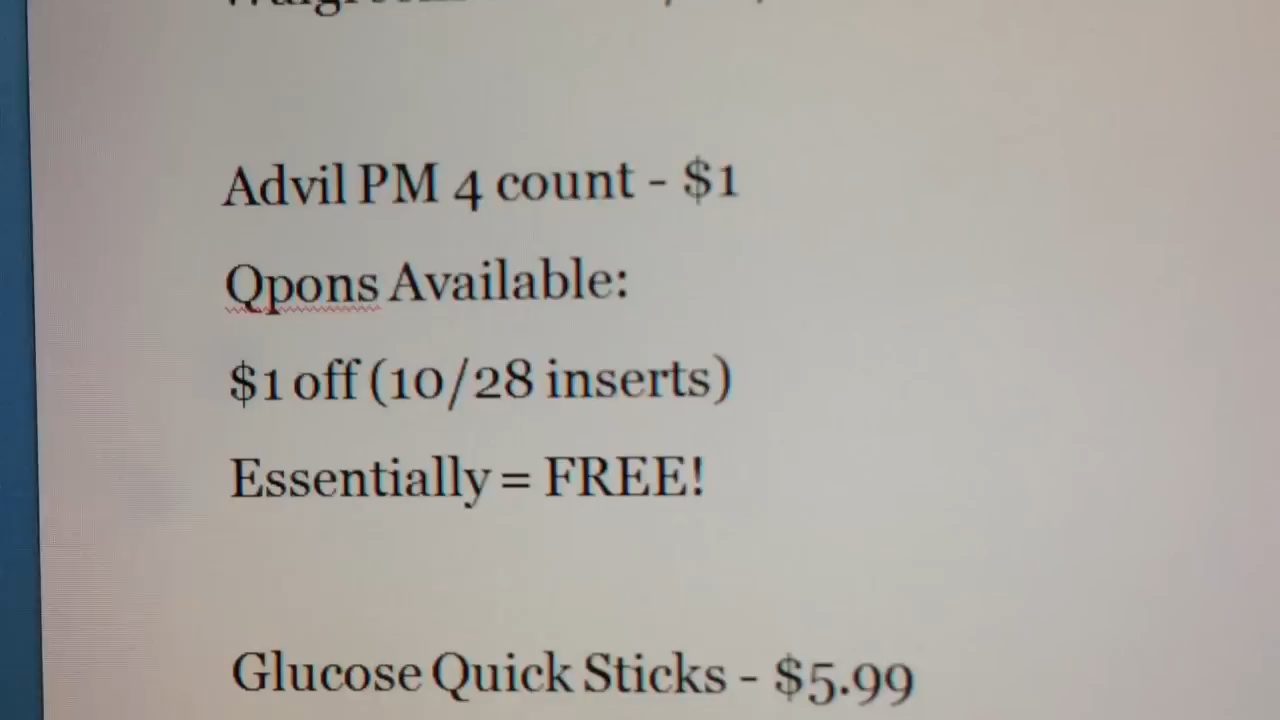 Advil PM 4 count - $1
Qpons Available:
$1 off (10/28 inserts)
Essentially = FREE!
Glucose Quick Sticks - $5.99